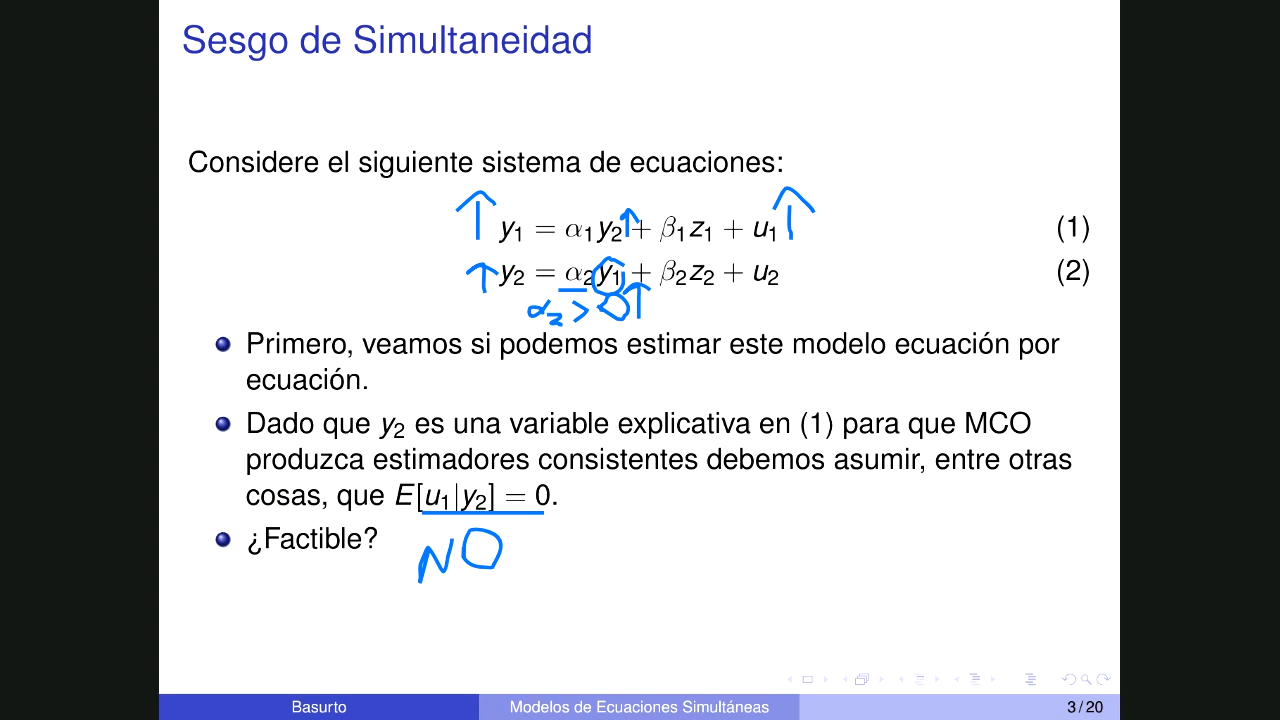 Sesgo de Simultaneidad
Considere el siguiente sistema de ecuaciones:
↑ y₁ = α₁y₂ ↑ + β₁z₁ + u₁ ↑ (1)
↑ y₂ = α₂y₁ + β₂z₂ + u₂ (2)
α₂ > 0 ↑
Primero, veamos si podemos estimar este modelo ecuación por
ecuación.
Dado que y₂ es una variable explicativa en (1) para que MCO
produzca estimadores consistentes debemos asumir, entre otras
cosas, que E[u₁|y₂] = 0.
¿Factible?
NO
Basurto Modelos de Ecuaciones Simultáneas 3 / 20